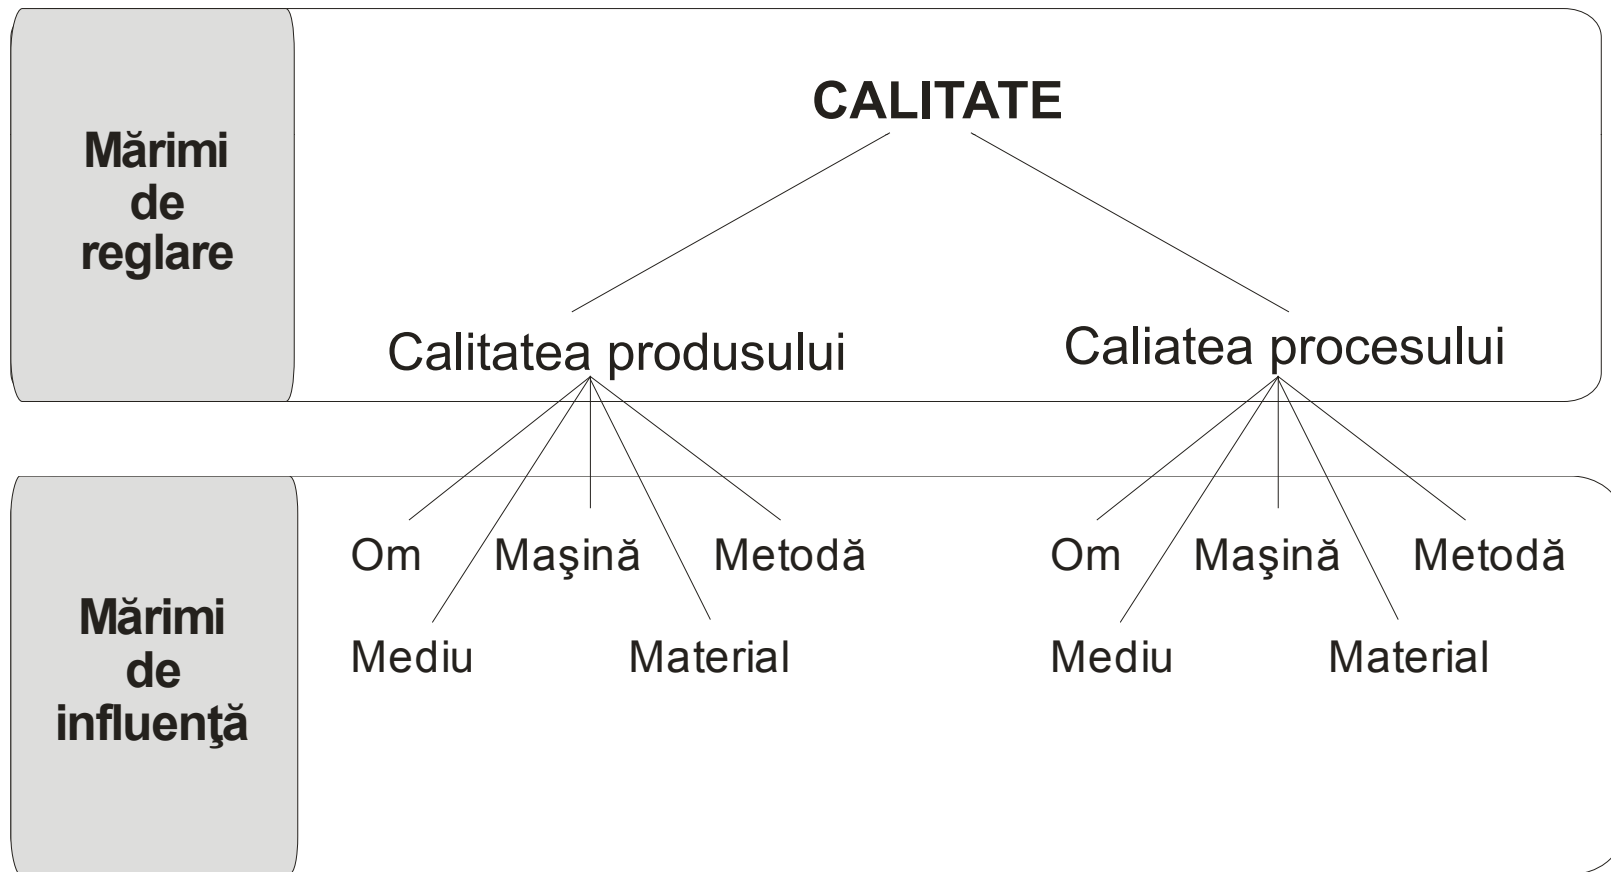 Mărimi
de
reglare
CALITATE
Calitatea produsului
Caliatea procesului
Mărimi
de
influenţă
Om Maşină Metodă
Mediu Material
Om Maşină Metodă
Mediu Material